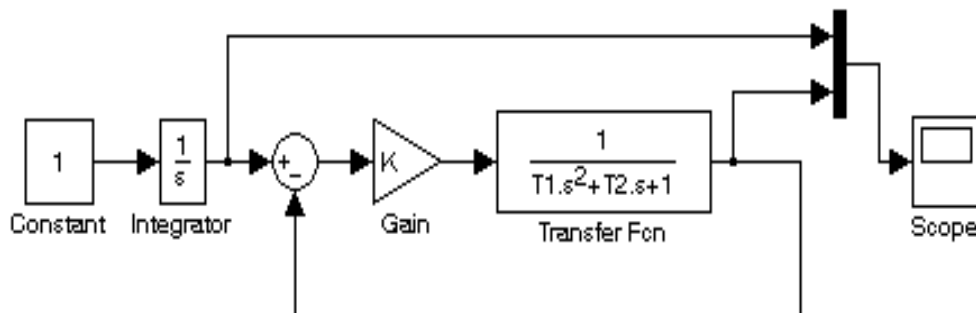 1
Constant
1
s
Integrator
+
−
K
Gain
1
T1.s²+T2.s+1
Transfer Fcn
Scope